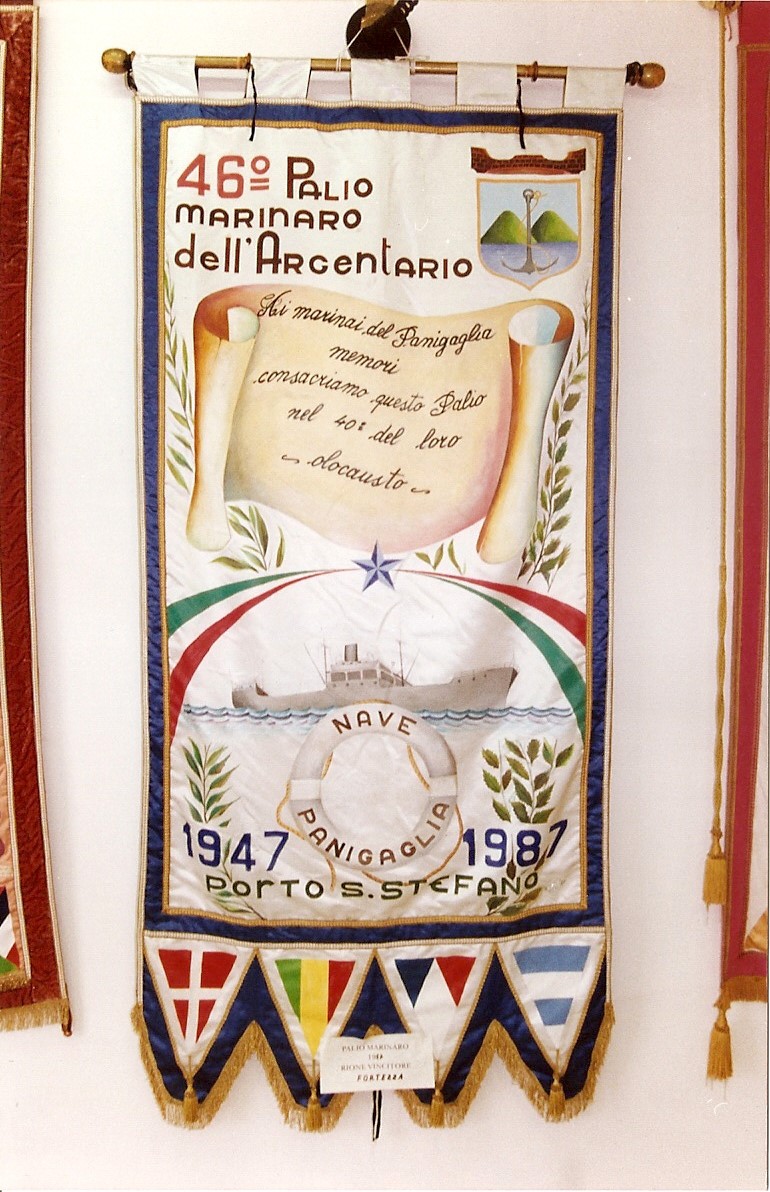 46º PALIO
MARINARO
dell'ARGENTARIO
Ai marinai del Panigaglia
memori
consacriamo questo Palio
nel 40º del loro
~ olocausto ~
NAVE
PANIGAGLIA
1947 1987
PORTO S. STEFANO
PALIO MARINARO
1987
RIONE VINCITORE
FORTEZZA